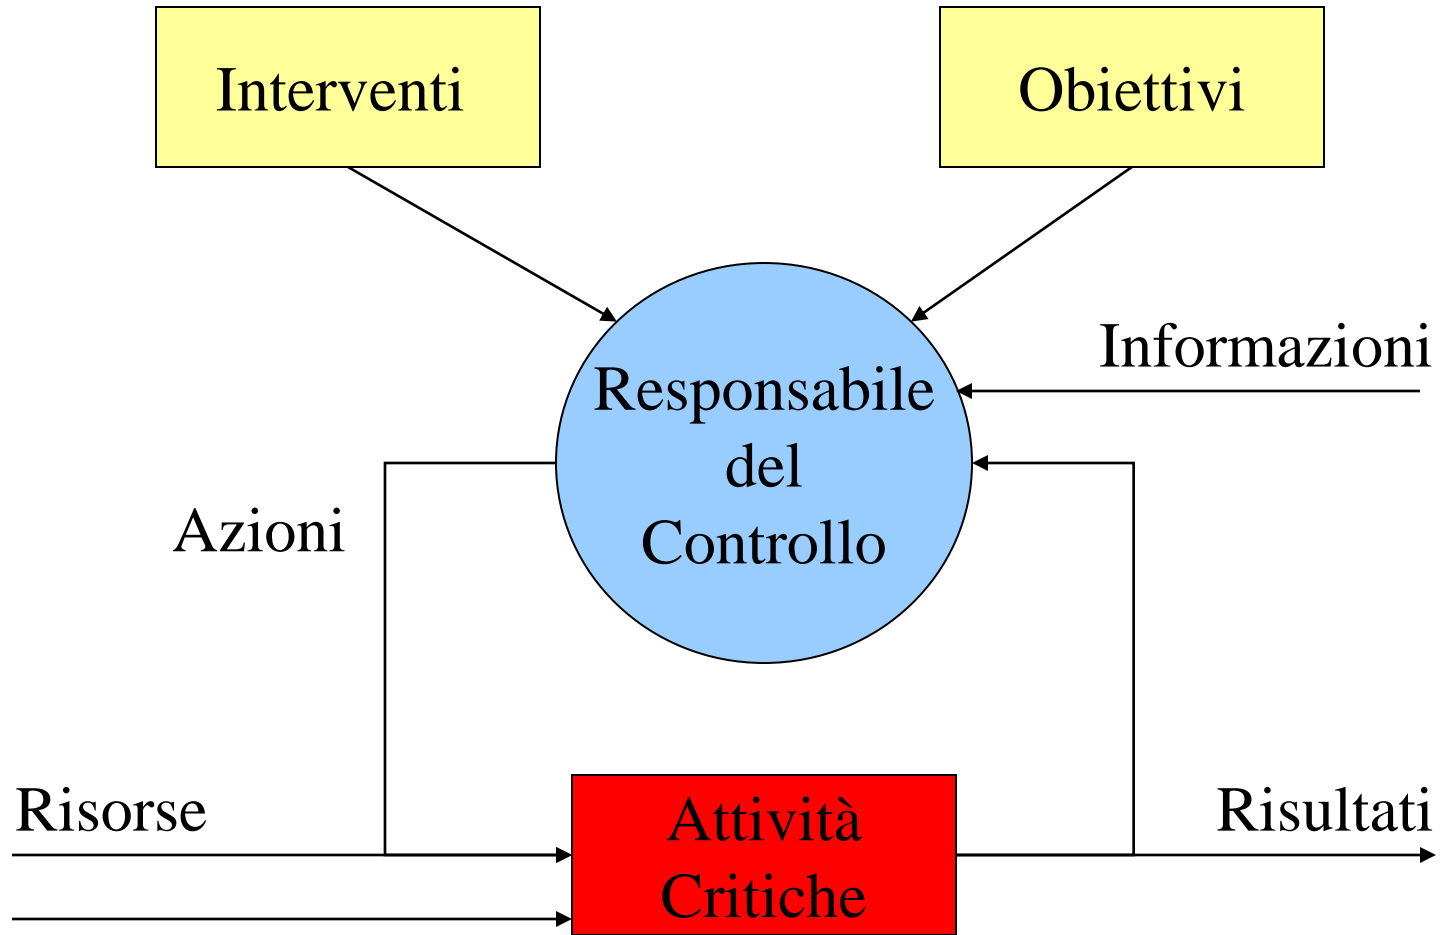 Interventi
Obiettivi
Informazioni
Responsabile
del
Controllo
Azioni
Risorse
Attività
Critiche
Risultati